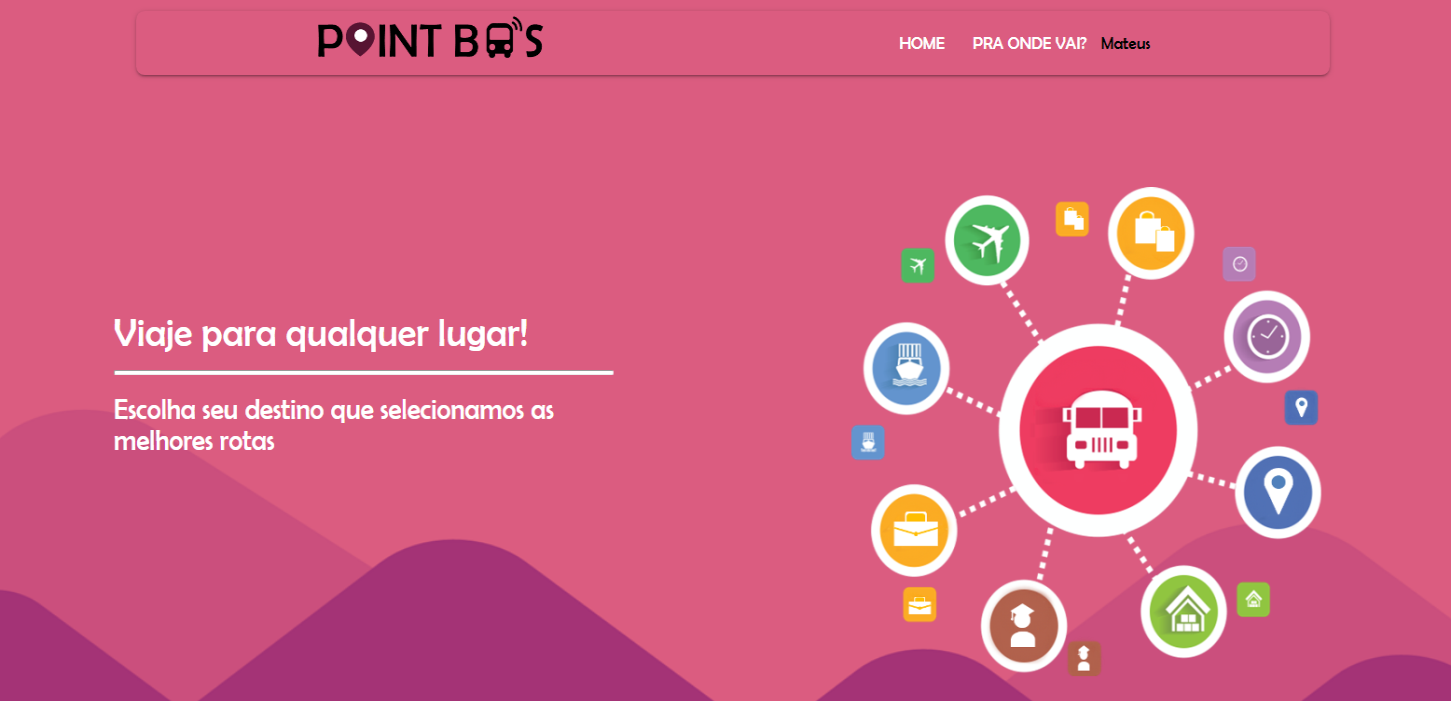 POINT BUS
HOME PRA ONDE VAI? Mateus
Viaje para qualquer lugar!
Escolha seu destino que selecionamos as
melhores rotas